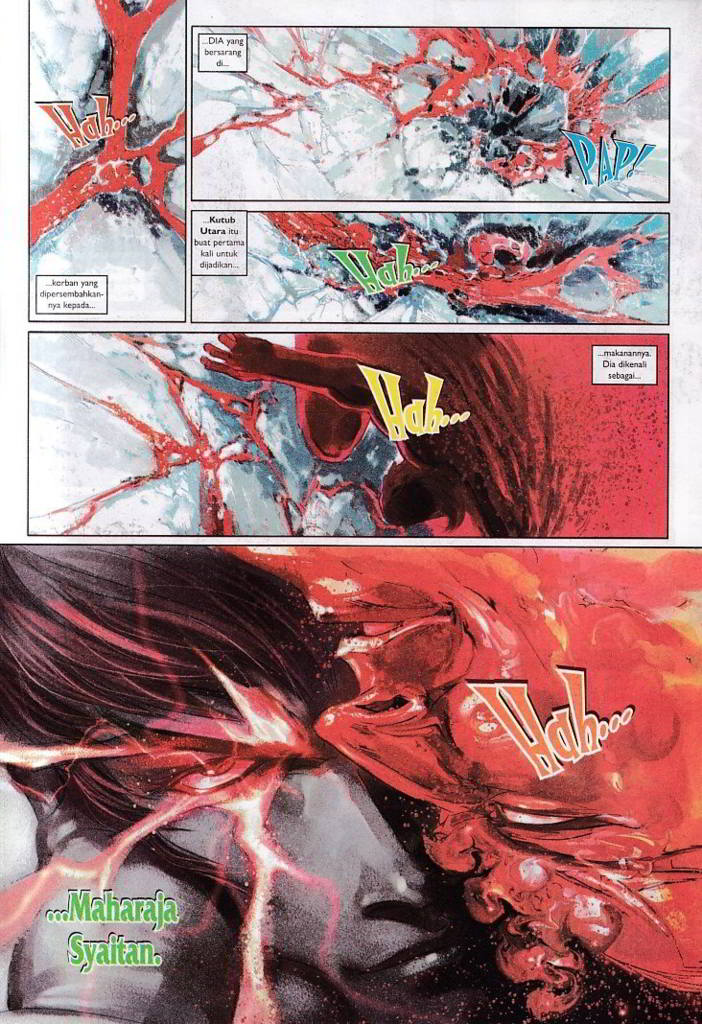 Hah...
...korban yang
dipersembahkan-
nya kepada...
...DIA yang
bersarang
di...
PAP!
...Kutub
Utara itu
buat pertama
kali untuk
dijadikan...
Hah...
...makanannya.
Dia dikenali
sebagai...
Hah...
Hah...
...Maharaja
Syaitan.